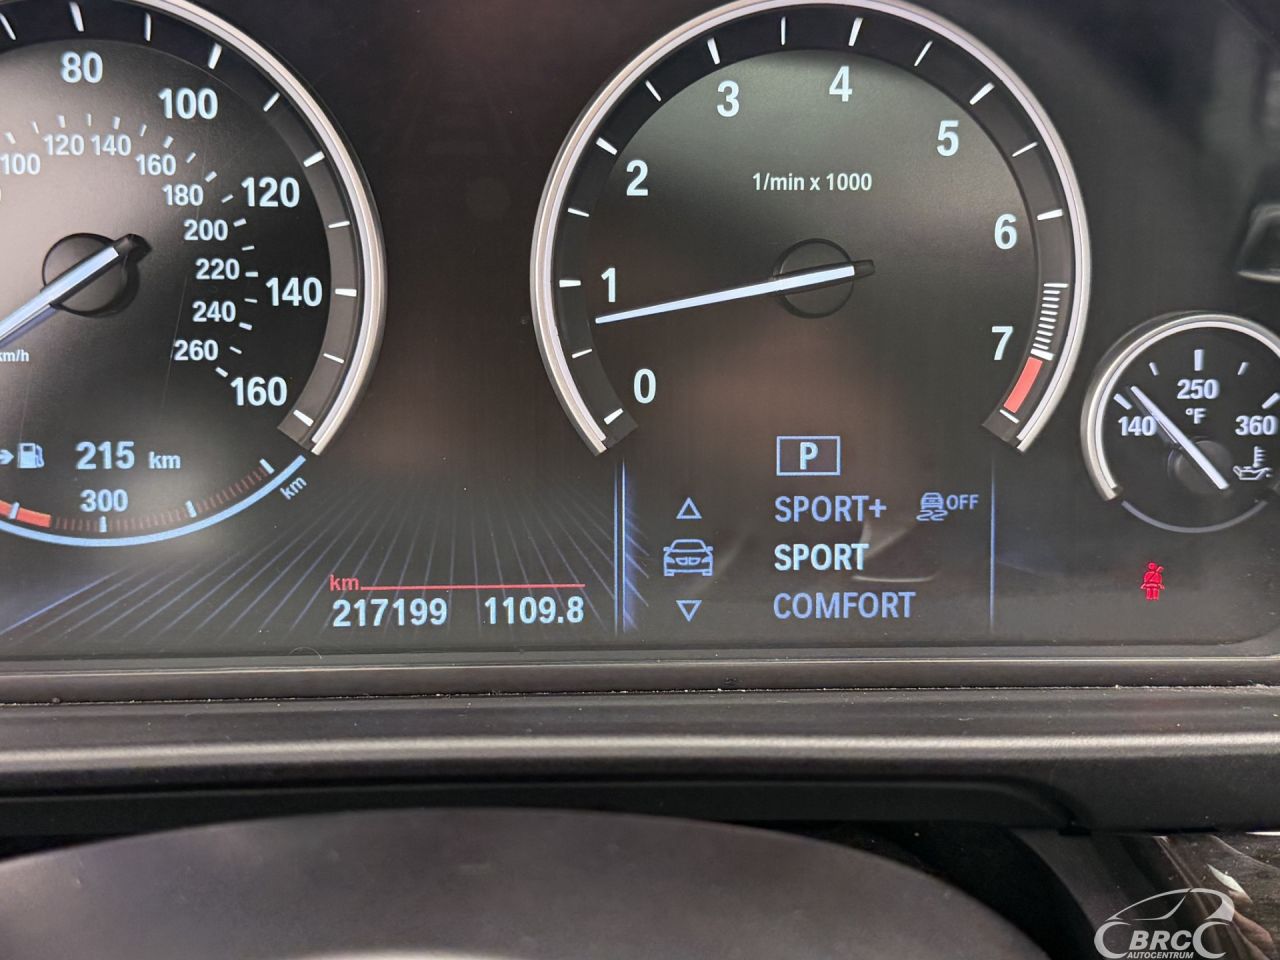 80
100
120
140
160
100
120
140
160
180
200
220
240
260
km/h
215 km
300
km
km
217199 1109.8
0
1
2
3
4
5
6
7
1/min x 1000
P
SPORT+ OFF
SPORT
COMFORT
140
250
360
°F
BRC
AUTOCENTRUM